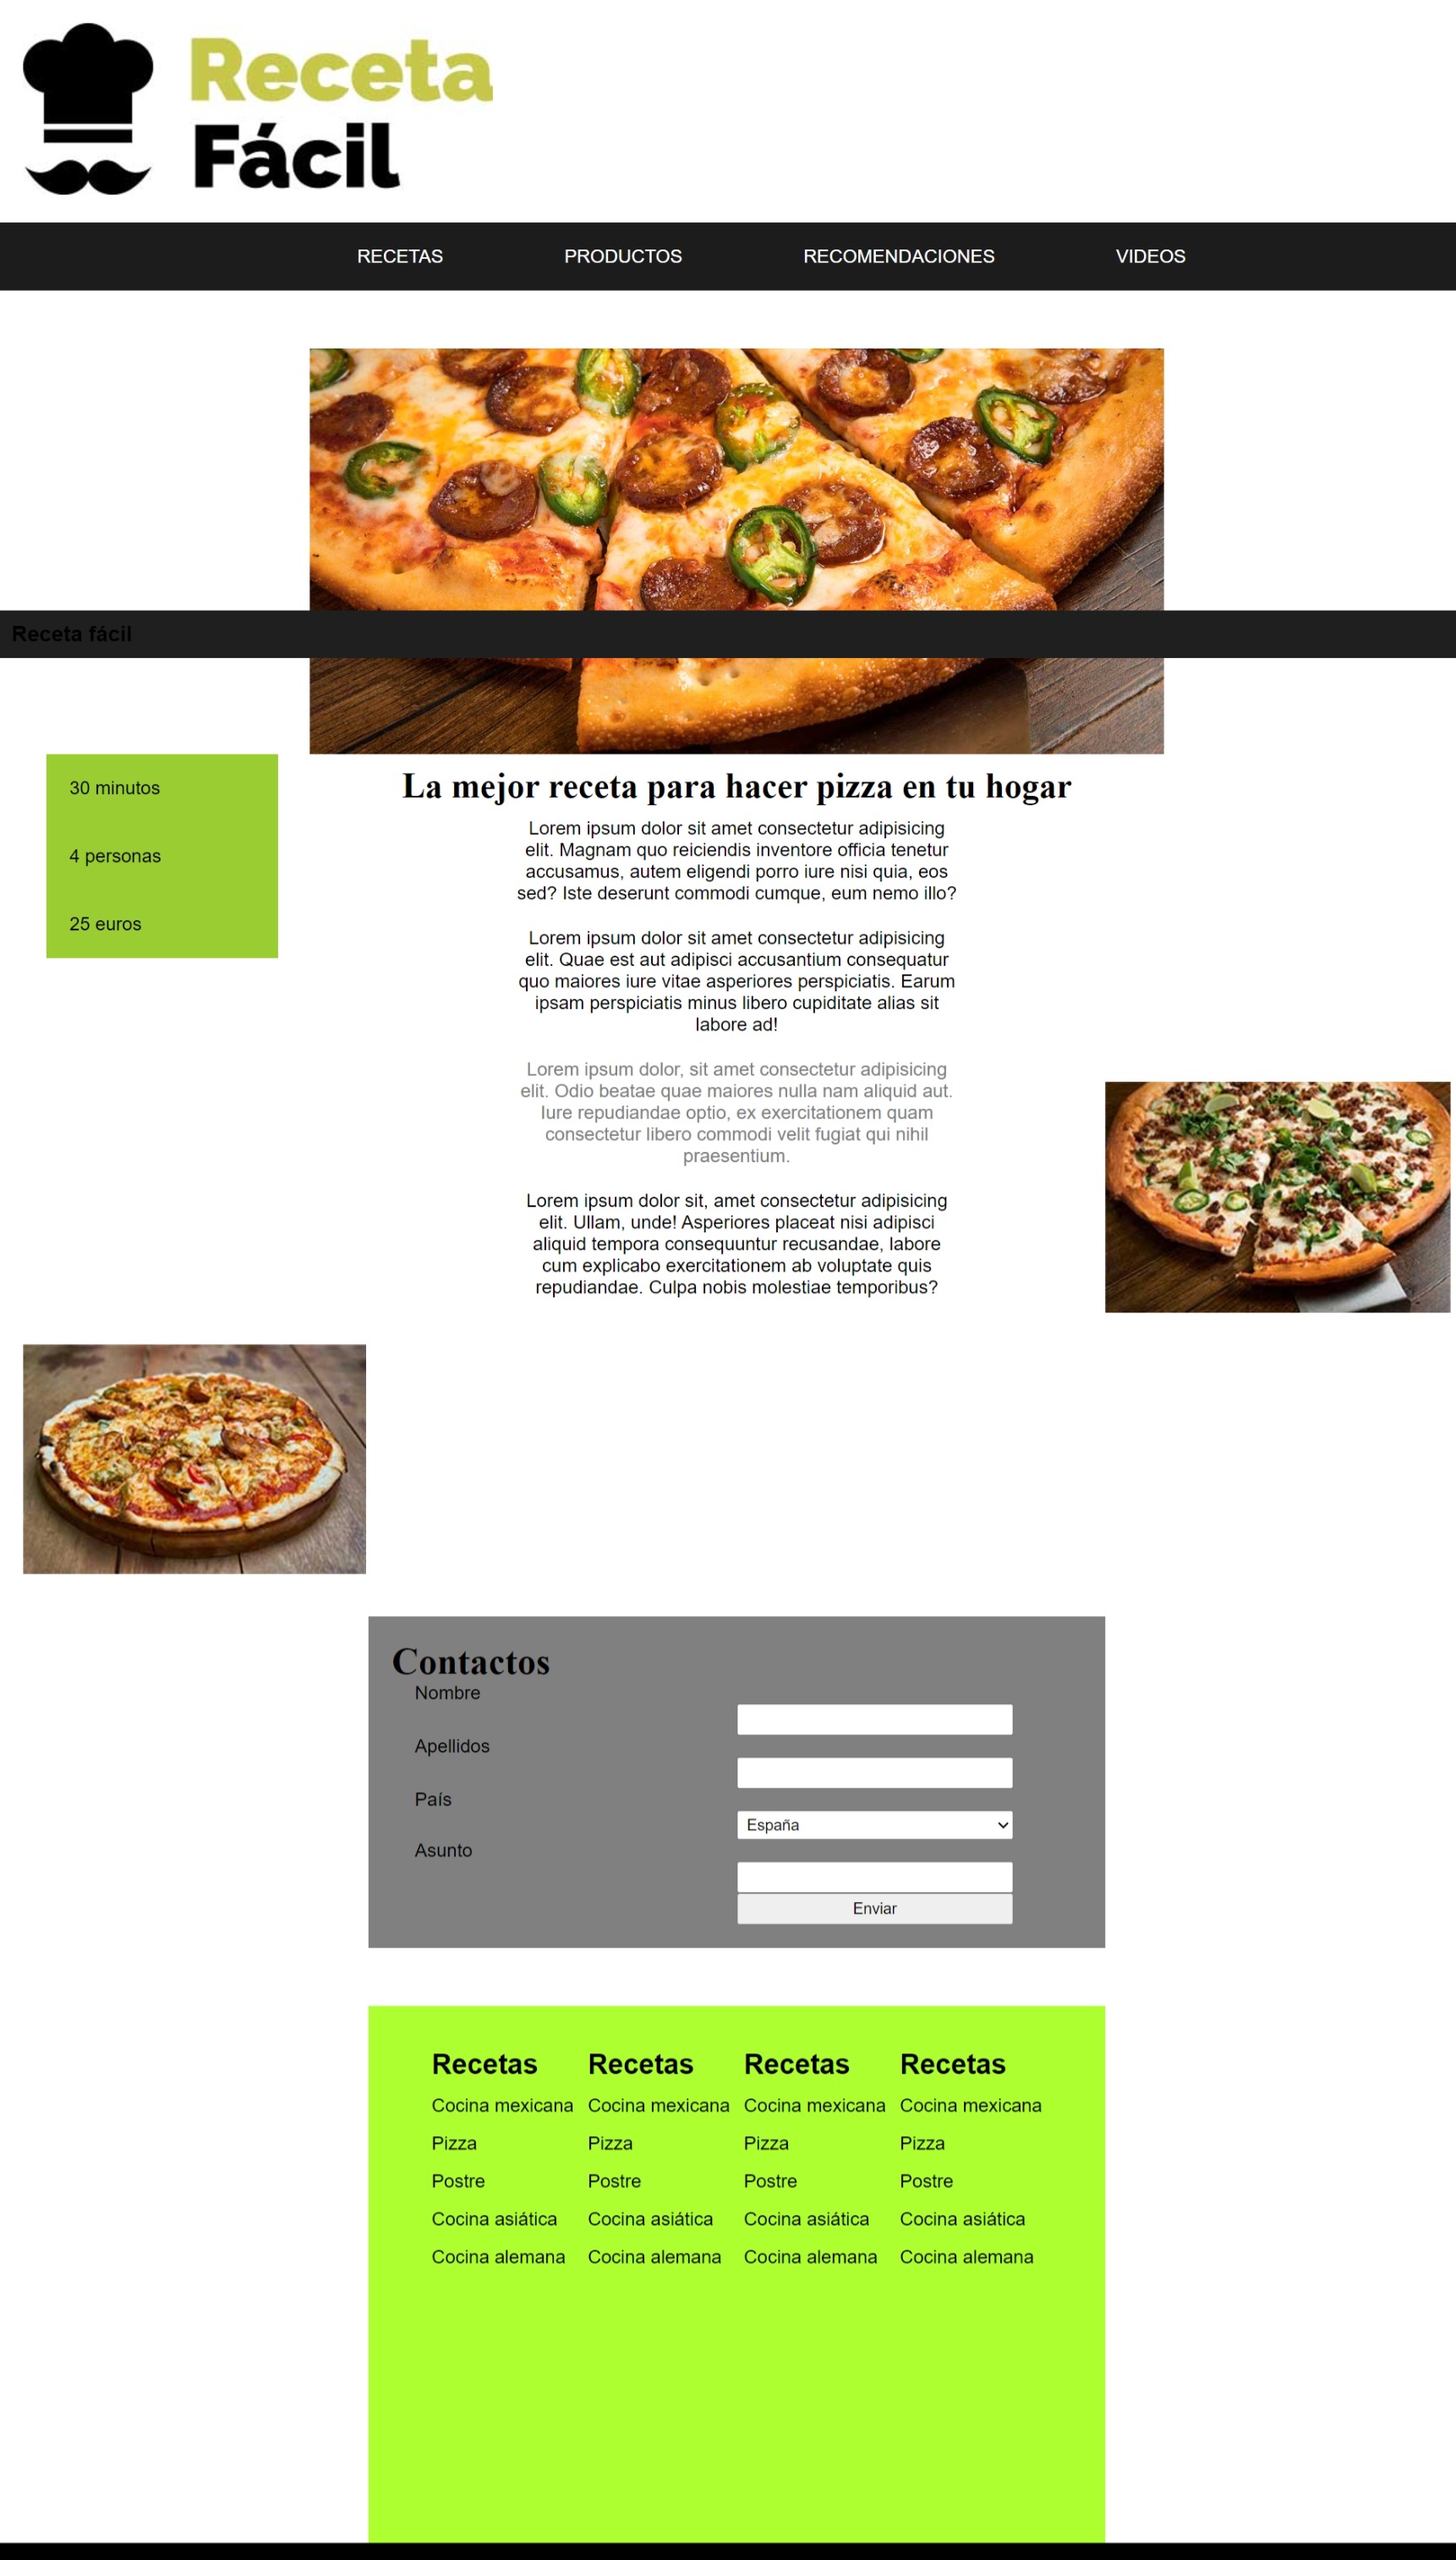 Receta
Fácil
RECETAS PRODUCTOS RECOMENDACIONES VIDEOS
Receta fácil
30 minutos
4 personas
25 euros
La mejor receta para hacer pizza en tu hogar
Lorem ipsum dolor sit amet consectetur adipisicing
elit. Magnam quo reiciendis inventore officia tenetur
accusamus, autem eligendi porro iure nisi quia, eos
sed? Iste deserunt commodi cumque, eum nemo illo?
Lorem ipsum dolor sit amet consectetur adipisicing
elit. Quae est aut adipisci accusantium consequatur
quo maiores iure vitae asperiores perspiciatis. Earum
ipsam perspiciatis minus libero cupiditate alias sit
labore ad!
Lorem ipsum dolor, sit amet consectetur adipisicing
elit. Odio beatae quae maiores nulla nam aliquid aut.
Iure repudiandae optio, ex exercitationem quam
consectetur libero commodi velit fugiat qui nihil
praesentium.
Lorem ipsum dolor sit, amet consectetur adipisicing
elit. Ullam, unde! Asperiores placeat nisi adipisci
aliquid tempora consequuntur recusandae, labore
cum explicabo exercitationem ab voluptate quis
repudiandae. Culpa nobis molestiae temporibus?
Contactos
Nombre
Apellidos
País
España
Asunto
Enviar
Recetas Recetas Recetas Recetas
Cocina mexicana Cocina mexicana Cocina mexicana Cocina mexicana
Pizza Pizza Pizza Pizza
Postre Postre Postre Postre
Cocina asiática Cocina asiática Cocina asiática Cocina asiática
Cocina alemana Cocina alemana Cocina alemana Cocina alemana